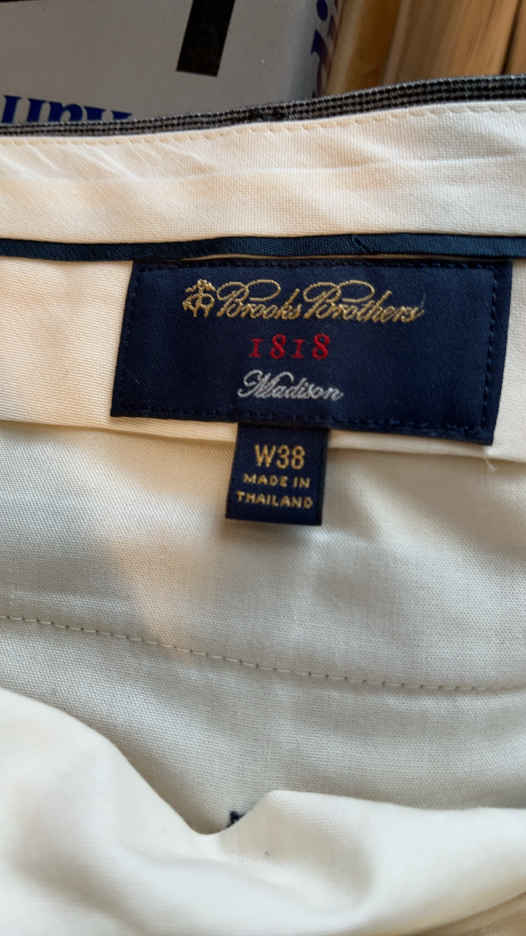 Brooks Brothers
1818
Madison
W38
MADE IN
THAILAND